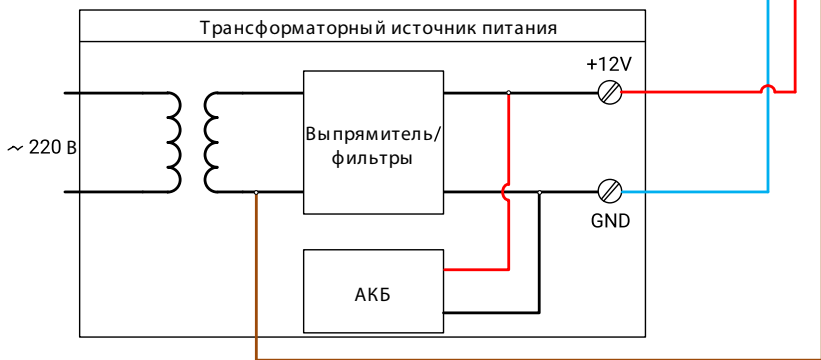 Трансформаторный источник питания
+12V
Выпрямитель/
фильтры
~ 220 В
GND
АКБ